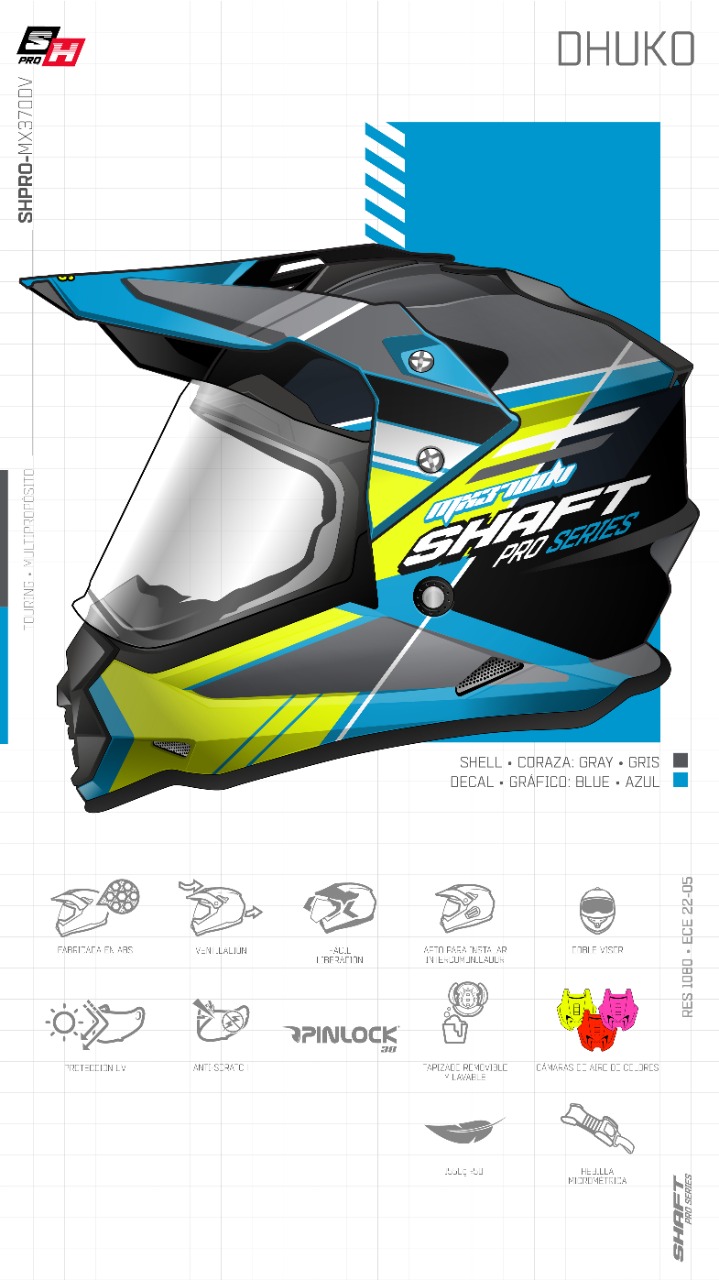 SH
PRO
DHUKO
SHPRO-MX370DV
TOURING • MULTIPROPÓSITO
mx370dv
SHAFT
PRO SERIES
SHELL • CORAZA: GRAY • GRIS
DECAL • GRÁFICO: BLUE • AZUL
RES 1080 • ECE 22-05
FABRICADA EN ABS
VENTILACIÓN
FÁCIL
LIBERACIÓN
APTO PARA INSTALAR
INTERCOMUNICADOR
DOBLE VISOR
PROTECCIÓN UV
ANTI SCRATCH
PINLOCK
30
TAPIZADO REMOVIBLE
Y LAVABLE
CÁMARAS DE AIRE DE COLORES
HEBILLA
MICROMÉTRICA
SHAFT
PRO SERIES